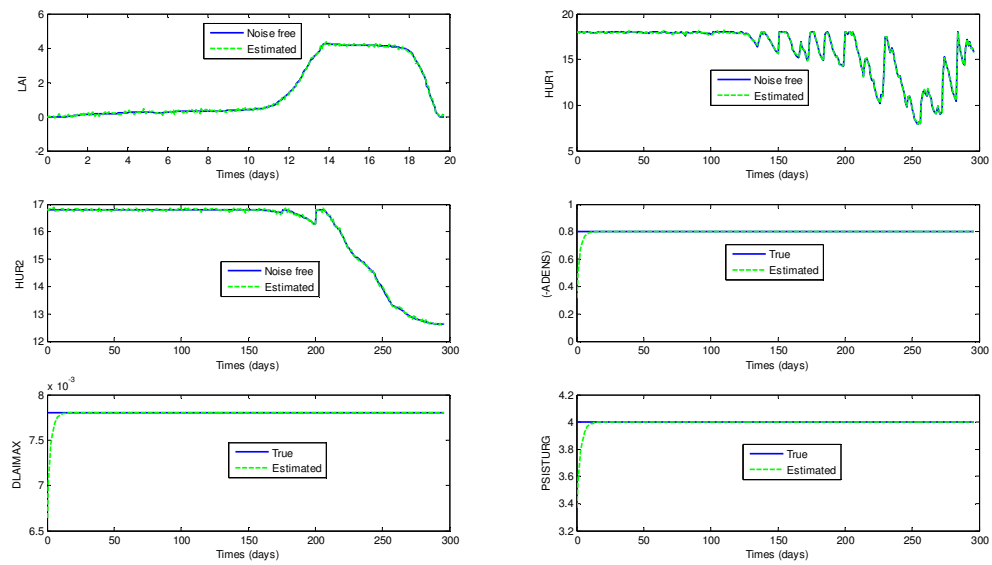 LAI
6
4
2
0
-2
Noise free
Estimated
0 2 4 6 8 10 12 14 16 18 20
Times (days)
HUR1
20
15
10
5
Noise free
Estimated
0 50 100 150 200 250 300
Times (days)
HUR2
17
16
15
14
13
12
Noise free
Estimated
0 50 100 150 200 250 300
Times (days)
(-ADENS)
1
0.8
0.6
0.4
0.2
0
True
Estimated
0 50 100 150 200 250 300
Times (days)
x 10-3
DLAIMAX
8
7.5
7
6.5
True
Estimated
0 50 100 150 200 250 300
Times (days)
PSISTURG
4.2
4
3.8
3.6
3.4
3.2
True
Estimated
0 50 100 150 200 250 300
Times (days)